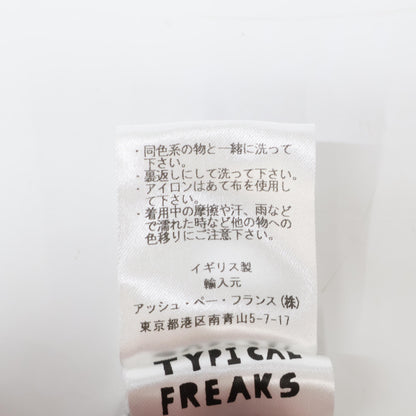 ・同色系の物と一緒に洗って
下さい。
・裏返しにして洗って下さい。
・アイロンはあて布を使用し
て下さい。
・着用中の摩擦や汗、雨など
で濡れた時など他の物への
色移りにご注意下さい。
イギリス製
輸入元
アッシュ・ペー・フランス(株)
東京都港区南青山5-7-17
TYPICAL
FREAKS